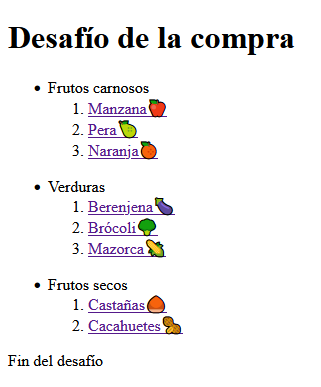 Desafío de la compra
• Frutos carnosos
1. Manzana🍎
2. Pera🍐
3. Naranja🍊
• Verduras
1. Berenjena🍆
2. Brócoli🥦
3. Mazorca🌽
• Frutos secos
1. Castañas🌰
2. Cacahuetes🥜
Fin del desafío